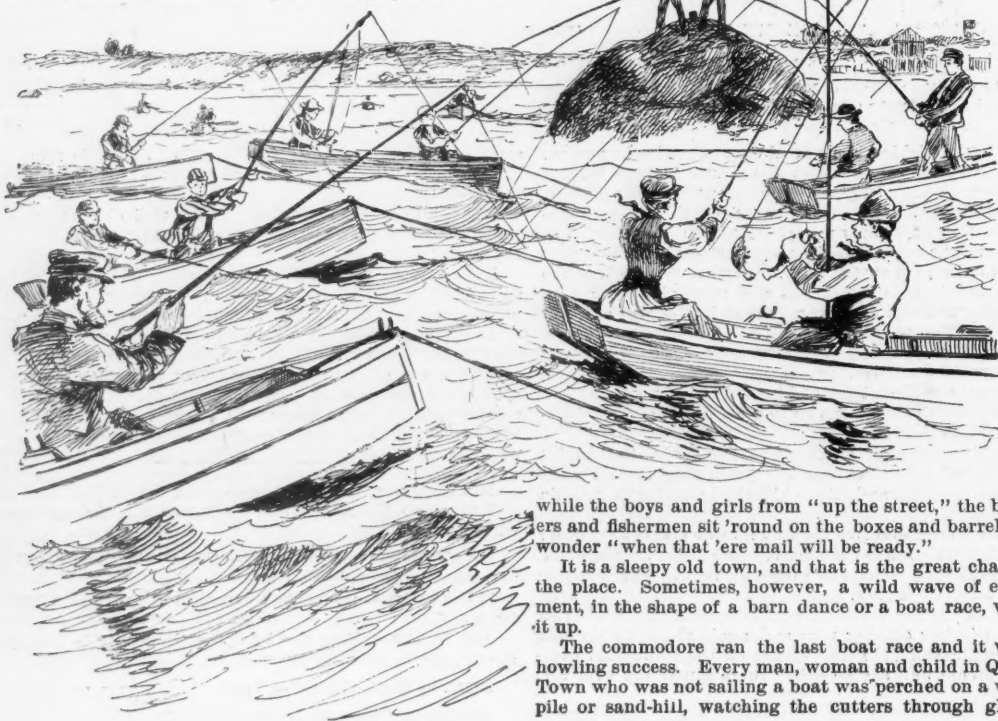 while the boys and girls from "up the street," the b
ers and fishermen sit 'round on the boxes and barrel
wonder "when that 'ere mail will be ready."
It is a sleepy old town, and that is the great cha
the place. Sometimes, however, a wild wave of e
ment, in the shape of a barn dance or a boat race, w
it up.
The commodore ran the last boat race and it w
howling success. Every man, woman and child in Q
Town who was not sailing a boat was perched on a w
pile or sand-hill, watching the cutters through g